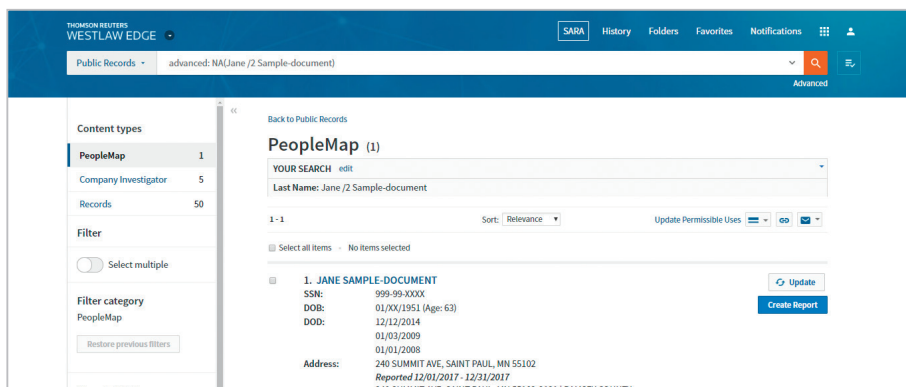 THOMSON REUTERS
WESTLAW EDGE
SARA History Folders Favorites Notifications
Public Records advanced: NA(Jane /2 Sample-document)
Advanced
Content types
PeopleMap 1
Company Investigator 5
Records 50
Filter
Select multiple
Filter category
PeopleMap
Restore previous filters
Back to Public Records
PeopleMap (1)
YOUR SEARCH edit
Last Name: Jane /2 Sample-document
1 - 1 Sort: Relevance Update Permissible Uses
Select all items No items selected
1. JANE SAMPLE-DOCUMENT
Update
SSN: 999-99-XXXX
DOB: 01/XX/1951 (Age: 63)
Create Report
DOD: 12/12/2014
01/03/2009
01/01/2008
Address: 240 SUMMIT AVE, SAINT PAUL, MN 55102
Reported 12/01/2017 - 12/31/2017